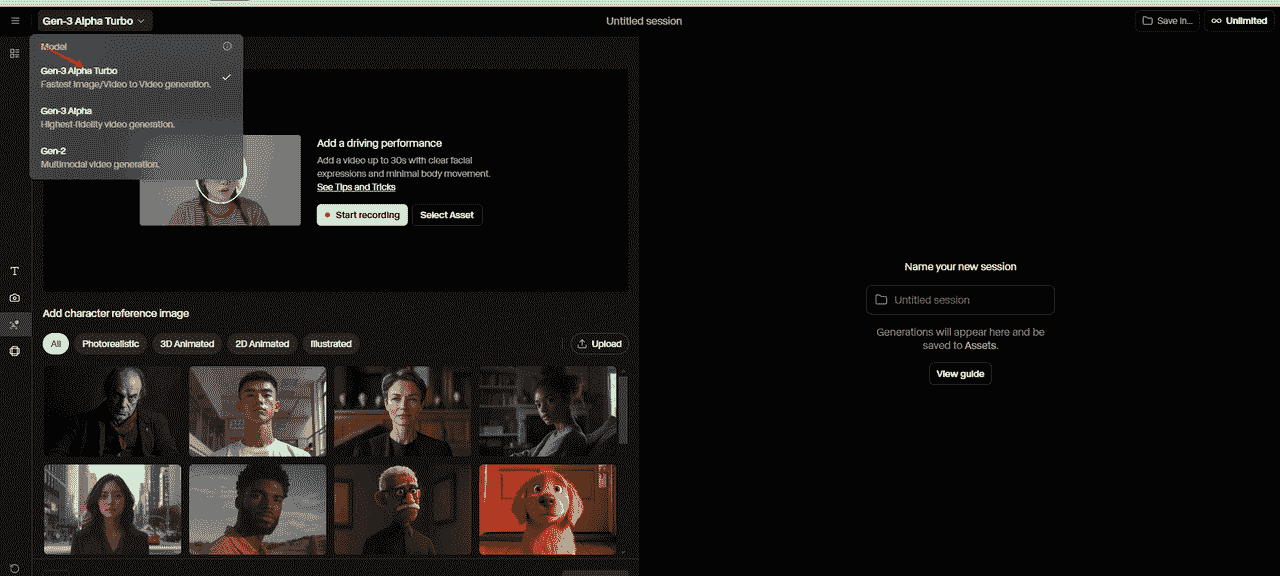 Gen-3 Alpha Turbo
Untitled session
Save in...
Unlimited
Model
Gen-3 Alpha Turbo
Fastest Image/Video to Video generation.
Gen-3 Alpha
Highest-fidelity video generation.
Gen-2
Multimodal video generation.
Add a driving performance
Add a video up to 30s with clear facial
expressions and minimal body movement.
See Tips and Tricks
Start recording
Select Asset
T
Add character reference image
All
Photorealistic
3D Animated
2D Animated
Illustrated
Upload
Name your new session
Untitled session
Generations will appear here and be
saved to Assets.
View guide